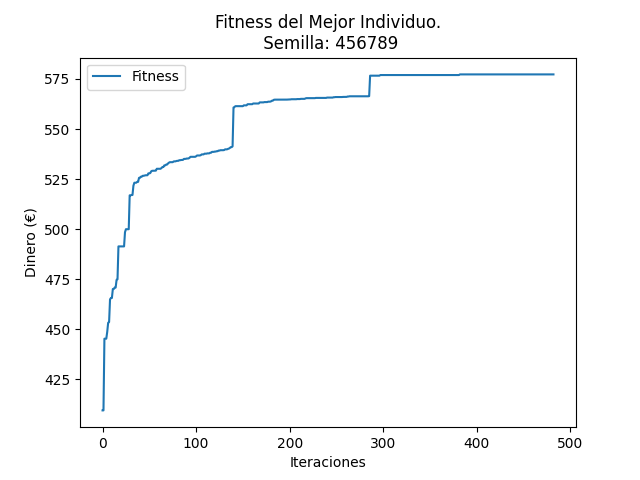 Fitness del Mejor Individuo.
Semilla: 456789
Fitness
575
550
525
500
475
450
425
Dinero (€)
0 100 200 300 400 500
Iteraciones